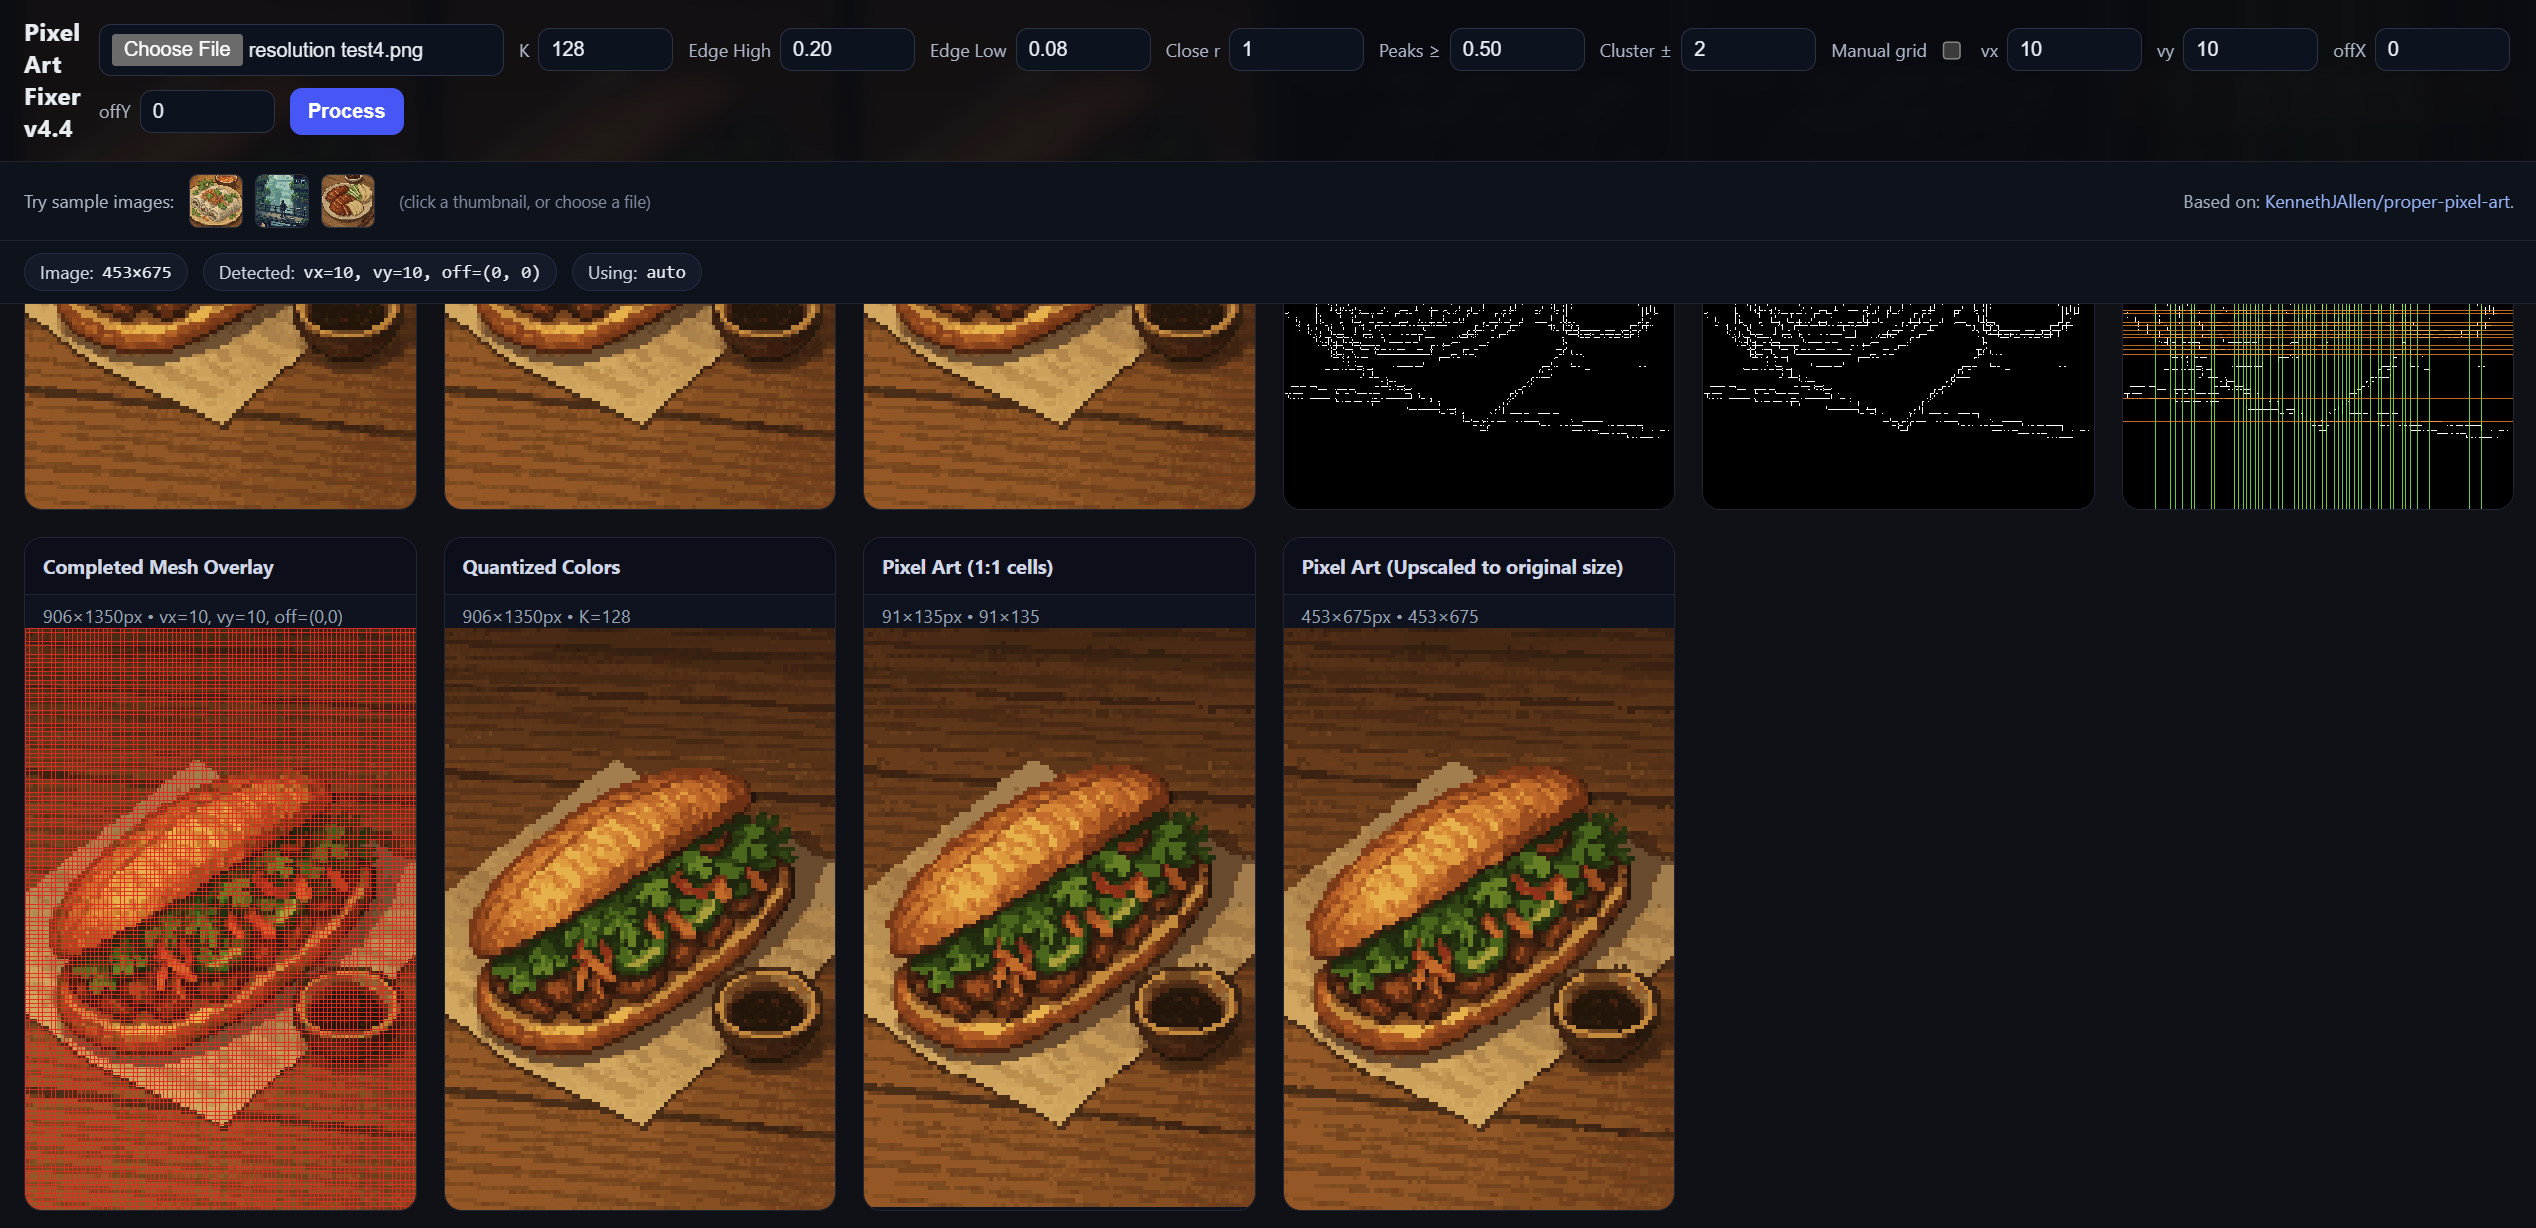 Pixel Art Fixer v4.4
Choose File resolution test4.png
K 128
Edge High 0.20
Edge Low 0.08
Close r 1
Peaks ≥ 0.50
Cluster ± 2
Manual grid
vx 10
vy 10
offX 0
offY 0
Process
Try sample images:
(click a thumbnail, or choose a file)
Based on: KennethJAllen/proper-pixel-art.
Image: 453×675
Detected: vx=10, vy=10, off=(0, 0)
Using: auto
Completed Mesh Overlay
906×1350px • vx=10, vy=10, off=(0,0)
Quantized Colors
906×1350px • K=128
Pixel Art (1:1 cells)
91×135px • 91×135
Pixel Art (Upscaled to original size)
453×675px • 453×675